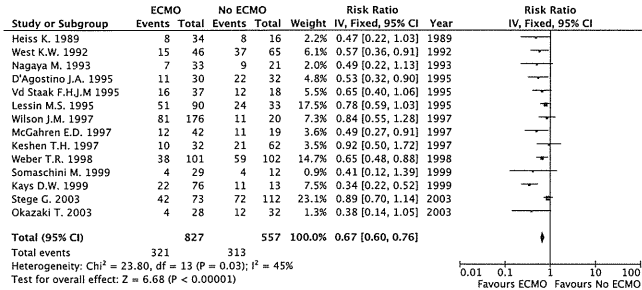 ECMO No ECMO Risk Ratio Risk Ratio
Study or Subgroup Events Total Events Total Weight IV, Fixed, 95% CI Year IV, Fixed, 95% CI
Heiss K. 1989 8 34 8 16 2.2% 0.47 [0.22, 1.03] 1989
West K.W. 1992 15 46 37 65 5.5% 0.57 [0.36, 0.91] 1992
Nagaya M. 1993 7 33 9 21 2.0% 0.49 [0.22, 1.13] 1993
D'Agostino J.A. 1995 11 30 22 32 4.4% 0.53 [0.32, 0.90] 1995
Vd Staak F.H.J.M 1995 16 37 12 18 5.8% 0.65 [0.40, 1.06] 1995
Lessin M.S. 1995 51 90 24 33 17.5% 0.78 [0.59, 1.03] 1995
Wilson J.M. 1997 81 176 11 20 7.4% 0.84 [0.55, 1.28] 1997
McGahren E.D. 1997 12 42 11 19 3.8% 0.49 [0.27, 0.91] 1997
Keshen T.H. 1997 10 32 21 62 4.0% 0.92 [0.50, 1.72] 1997
Weber T.R. 1998 38 101 59 102 14.7% 0.65 [0.48, 0.88] 1998
Somaschini M. 1999 4 29 4 12 0.9% 0.41 [0.12, 1.39] 1999
Kays D.W. 1999 22 76 11 13 7.3% 0.34 [0.22, 0.52] 1999
Stege G. 2003 42 73 72 112 23.1% 0.89 [0.70, 1.14] 2003
Okazaki T. 2003 4 28 12 32 1.3% 0.38 [0.14, 1.05] 2003
Total (95% CI) 827 557 100.0% 0.67 [0.60, 0.76]
Total events 321 313
Heterogeneity: Chi² = 23.80, df = 13 (P = 0.03); I² = 45%
Test for overall effect: Z = 6.68 (P < 0.00001)
0.01 0.1 1 10 100
Favours ECMO Favours No ECMO